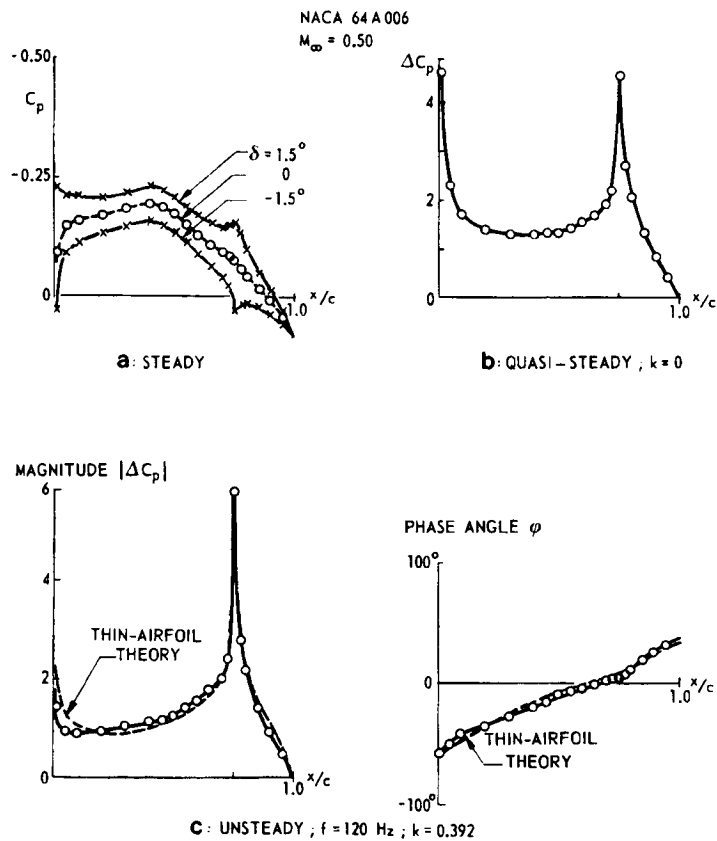 NACA 64 A 006
M∞ = 0.50
-0.50
Cp
-0.25
δ = 1.5°
0
-1.5°
0
1.0 x/c
a: STEADY
ΔCp
4
2
0
1.0 x/c
b: QUASI-STEADY ; k = 0
MAGNITUDE |ΔCp|
6
4
THIN-AIRFOIL
THEORY
2
0
1.0 x/c
PHASE ANGLE φ
100°
0
x/c
1.0
THIN-AIRFOIL
THEORY
-100°
c: UNSTEADY ; f = 120 Hz ; k = 0.392